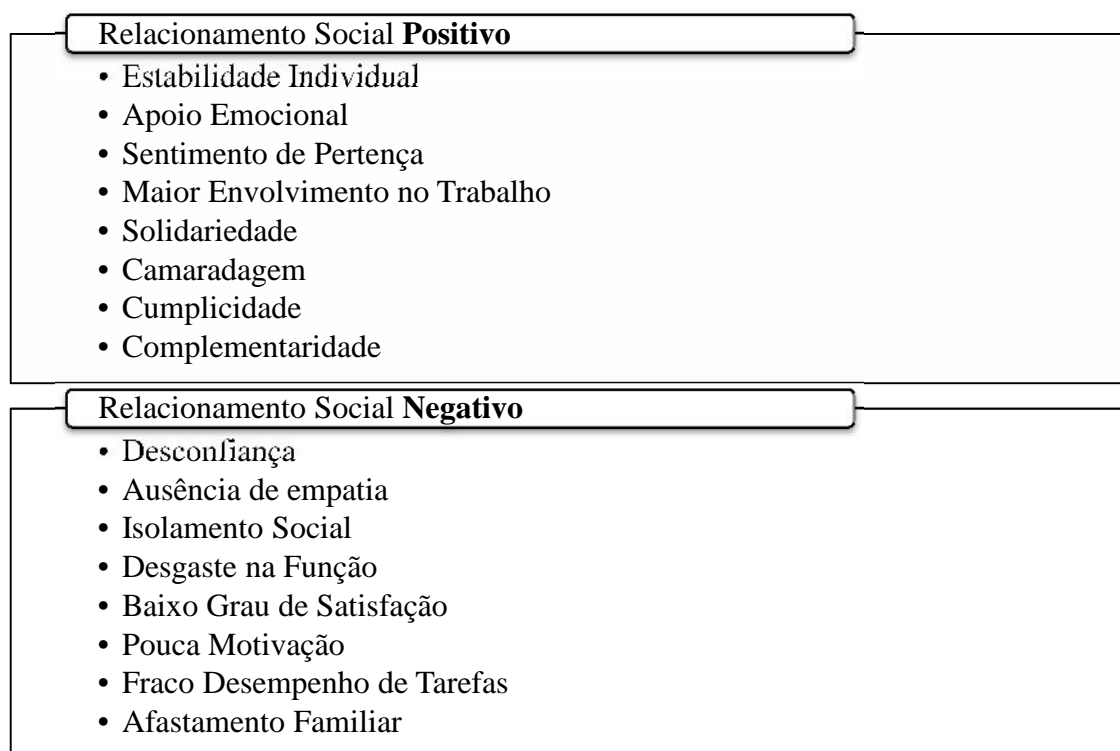 Relacionamento Social Positivo
• Estabilidade Individual
• Apoio Emocional
• Sentimento de Pertença
• Maior Envolvimento no Trabalho
• Solidariedade
• Camaradagem
• Cumplicidade
• Complementaridade
Relacionamento Social Negativo
• Desconfiança
• Ausência de empatia
• Isolamento Social
• Desgaste na Função
• Baixo Grau de Satisfação
• Pouca Motivação
• Fraco Desempenho de Tarefas
• Afastamento Familiar